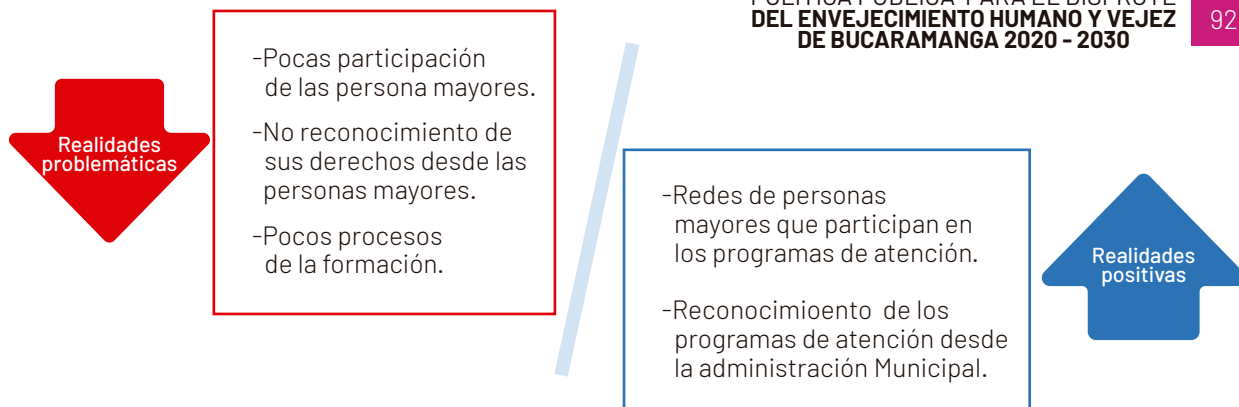 POLÍTICA PÚBLICA PARA EL DISFRUTE
DEL ENVEJECIMIENTO HUMANO Y VEJEZ
DE BUCARAMANGA 2020 - 2030
92
Realidades
problemáticas
-Pocas participación
de las persona mayores.
-No reconocimiento de
sus derechos desde las
personas mayores.
-Pocos procesos
de la formación.
-Redes de personas
mayores que participan en
los programas de atención.
-Reconocimioento de los
programas de atención desde
la administración Municipal.
Realidades
positivas